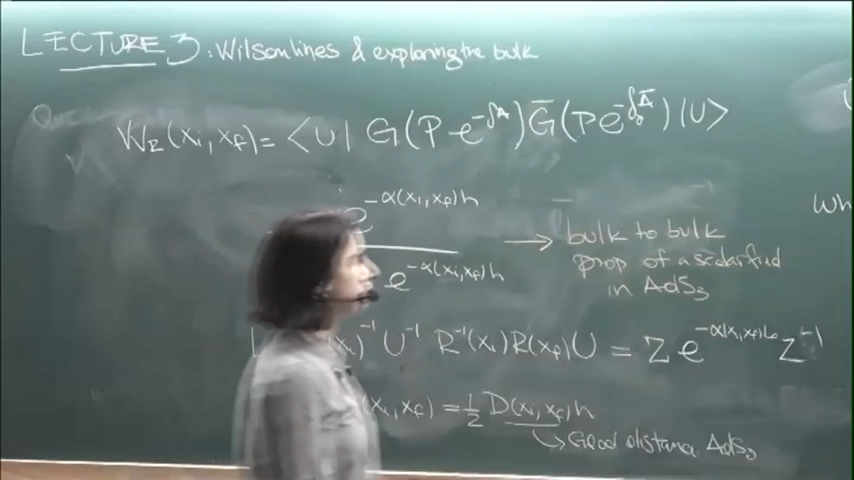 LECTURE 3: Wilson lines & exploring the bulk
W_R(x_i, x_f) = <U| G(P e^{-∫A}) Ḡ(P e^{-∫Ā}) |U>
e^{-α(x_i, x_f)h}
e^{-α(x_i, x_f)h}
→ bulk to bulk
prop of a scalar field
in AdS_3
wh
(x_i)^{-1} U^{-1} R^{-1}(x_i) R(x_f) U = Z e^{-α(x_i, x_f)L_0} Z^{-1}
(x_i, x_f) = 1/2 D(x_i, x_f) h
↳ Geod distance AdS_3